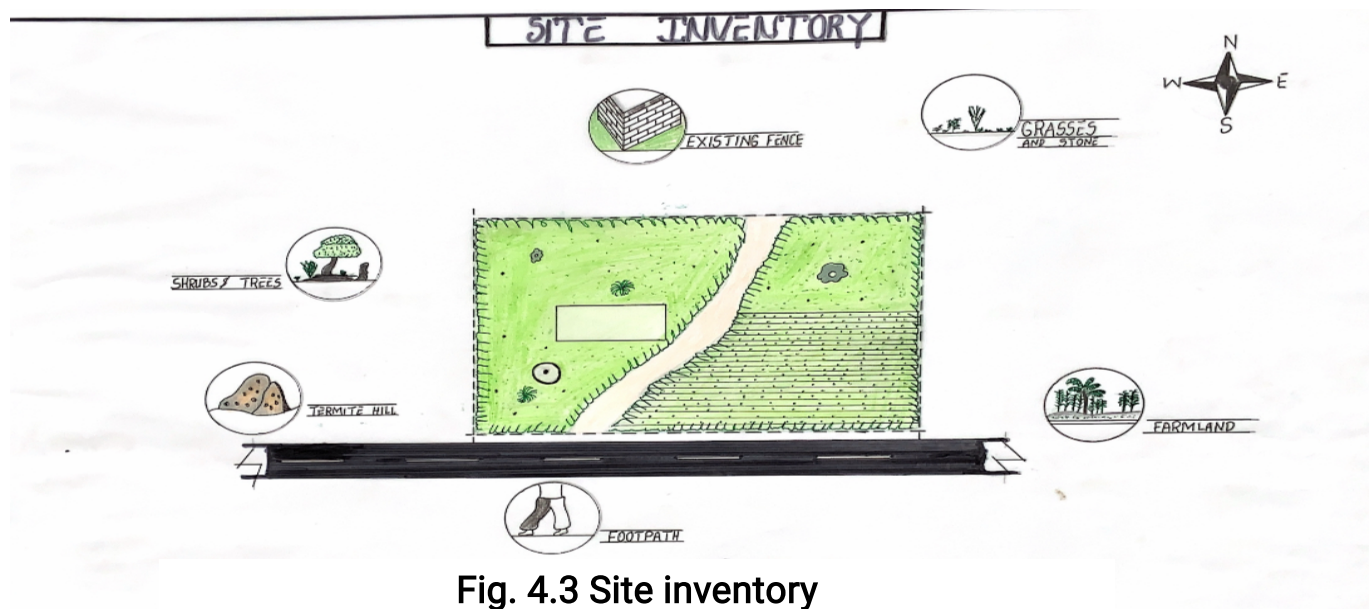 SITE INVENTORY
N
W E
S
EXISTING FENCE
GRASSES
AND STONE
SHRUBS & TREES
TERMITE HILL
FARMLAND
FOOTPATH
Fig. 4.3 Site inventory